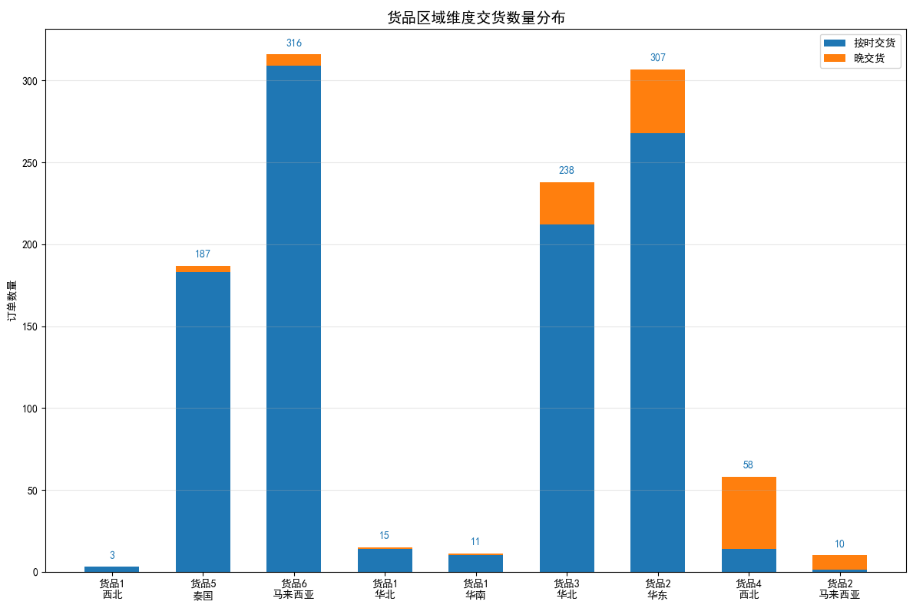 货品区域维度交货数量分布
按时交货
晚交货
订单数量
300
250
200
150
100
50
0
3
187
316
15
11
238
307
58
10
货品1
西北
货品5
泰国
货品6
马来西亚
货品1
华北
货品1
华南
货品3
华北
货品2
华东
货品4
西北
货品2
马来西亚